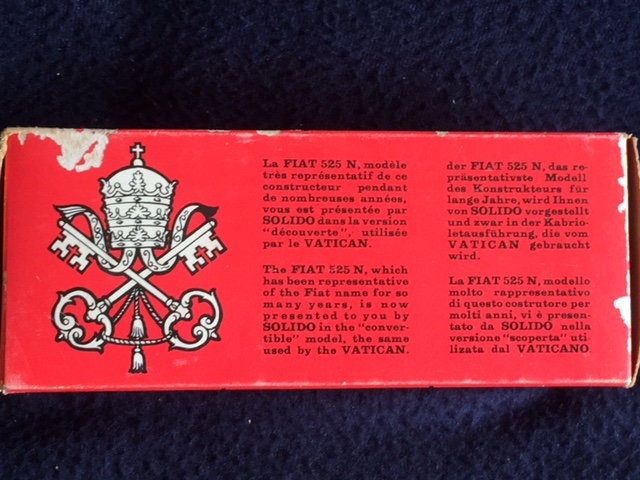 La FIAT 525 N, modèle
très représentatif de ce
constructeur pendant
de nombreuses années,
vous est présentée par
SOLIDO dans la version
"découverte", utilisée
par le VATICAN.
The FIAT 525 N, which
has been representative
of the Fiat name for so
many years, is now
presented to you by
SOLIDO in the "conver-
tible" model, the same
used by the VATICAN.
der FIAT 525 N, das re-
präsentativste Modell
des Konstrukteurs für
lange Jahre, wird Ihnen
von SOLIDO vorgestellt
und zwar in der Kabrio-
letausführung, die vom
VATICAN gebraucht
wird.
La FIAT 525 N, modello
molto rappresentativo
di questo costrutore per
molti anni, vi è presen-
tato da SOLIDO nella
versione "scoperta" uti-
lizata dal VATICANO.